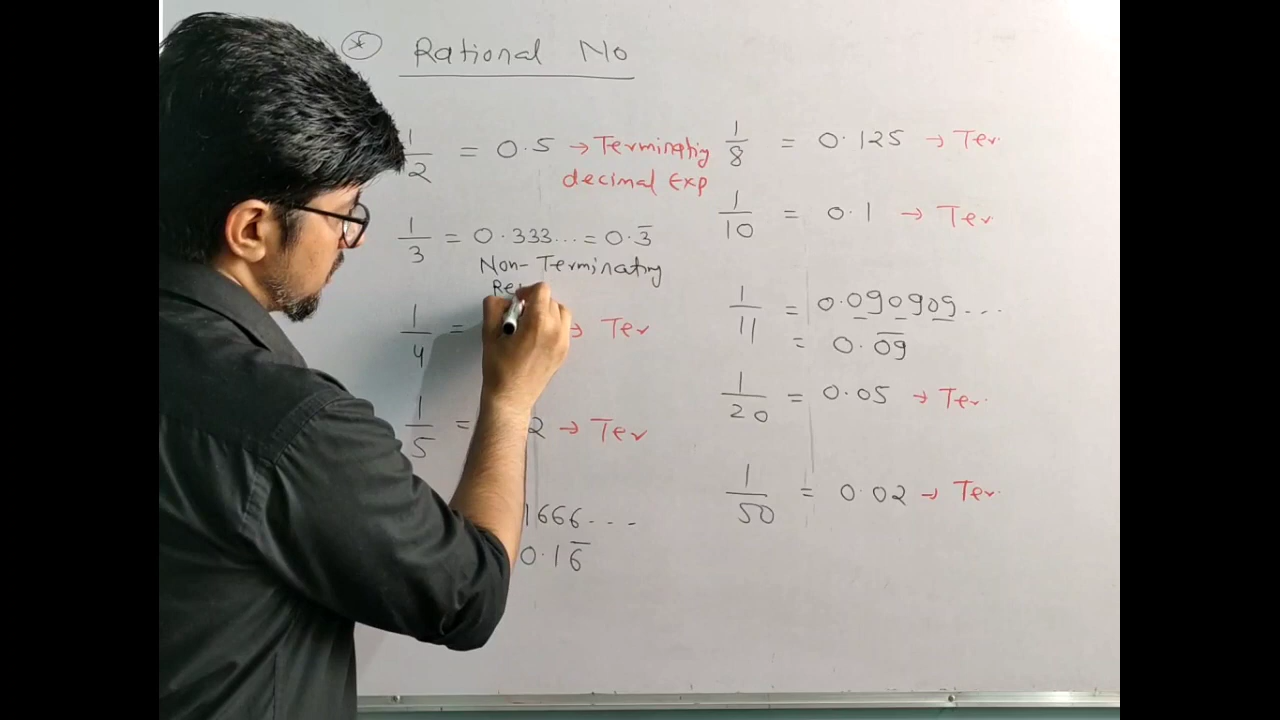 * Rational No
1/2 = 0.5 → Terminating
decimal Exp
1/3 = 0.333... = 0.3̅
Non-Terminating
Re
1/4 = → Ter
1/5 = 2 → Ter
1666---
0.16̅
1/8 = 0.125 → Ter.
1/10 = 0.1 → Ter
1/11 = 0.090909...
= 0.0̅9̅
1/20 = 0.05 → Ter.
1/50 = 0.02 → Ter.